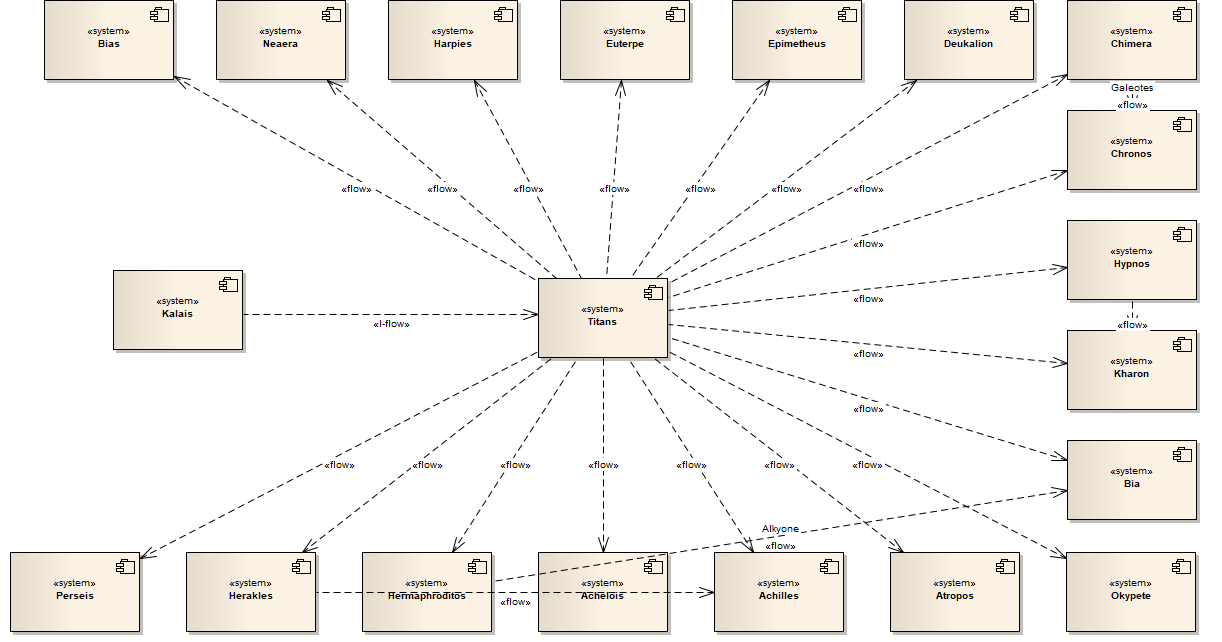 «system»
Bias
«system»
Neaera
«system»
Harpies
«system»
Euterpe
«system»
Epimetheus
«system»
Deukalion
«system»
Chimera
Galeotes
«flow»
«system»
Chronos
«flow»
«flow»
«flow»
«flow»
«flow»
«flow»
«flow»
«flow»
«system»
Hypnos
«flow»
«system»
Kalais
«I-flow»
«system»
Titans
«flow»
«flow»
«system»
Kharon
«flow»
«system»
Bia
«flow»
«flow»
«flow»
«flow»
«flow»
«flow»
«flow»
Alkyone
«flow»
«system»
Perseis
«system»
Herakles
«system»
Hermaphroditos
«flow»
«system»
Achelois
«system»
Achilles
«system»
Atropos
«system»
Okypete